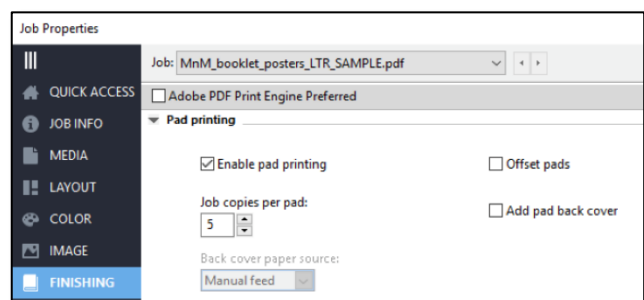 Job Properties
Job: MnM_booklet_posters_LTR_SAMPLE.pdf
QUICK ACCESS
Adobe PDF Print Engine Preferred
JOB INFO
Pad printing
MEDIA
Enable pad printing
Offset pads
LAYOUT
Job copies per pad:
Add pad back cover
COLOR
5
IMAGE
Back cover paper source:
FINISHING
Manual feed